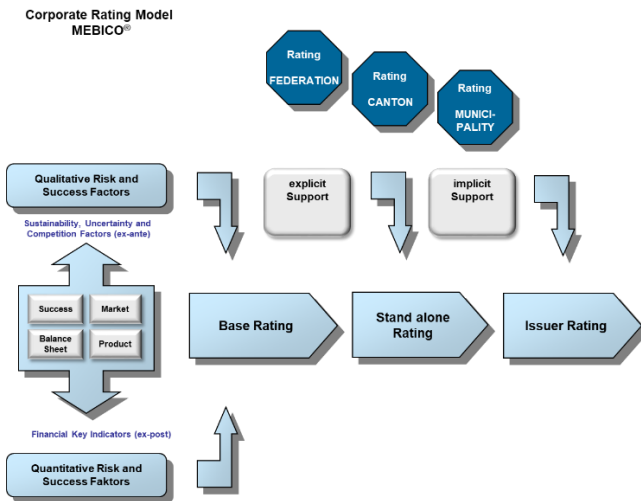 Corporate Rating Model
MEBICO®
Rating
FEDERATION
Rating
CANTON
Rating
MUNICI-
PALITY
Qualitative Risk and
Success Factors
explicit
Support
implicit
Support
Sustainability, Uncertainty and
Competition Factors (ex-ante)
Success
Market
Balance
Sheet
Product
Base Rating
Stand alone
Rating
Issuer Rating
Financial Key Indicators (ex-post)
Quantitative Risk and
Success Faktors